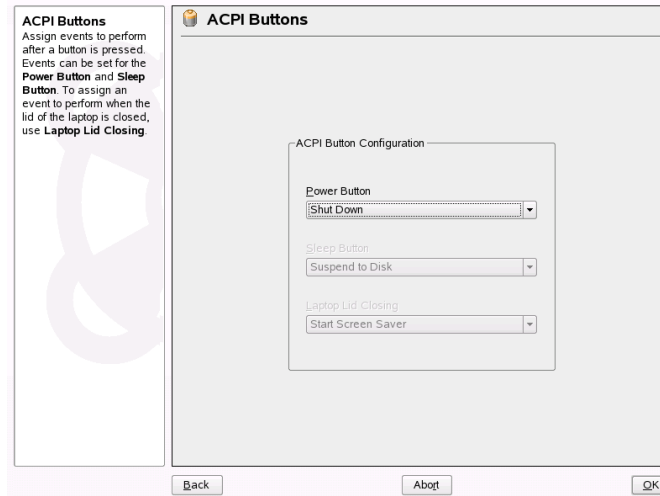 ACPI Buttons
Assign events to perform
after a button is pressed.
Events can be set for the
Power Button and Sleep
Button. To assign an
event to perform when the
lid of the laptop is closed,
use Laptop Lid Closing.
ACPI Buttons
ACPI Button Configuration
Power Button
Shut Down
Sleep Button
Suspend to Disk
Laptop Lid Closing
Start Screen Saver
Back
Abort
OK